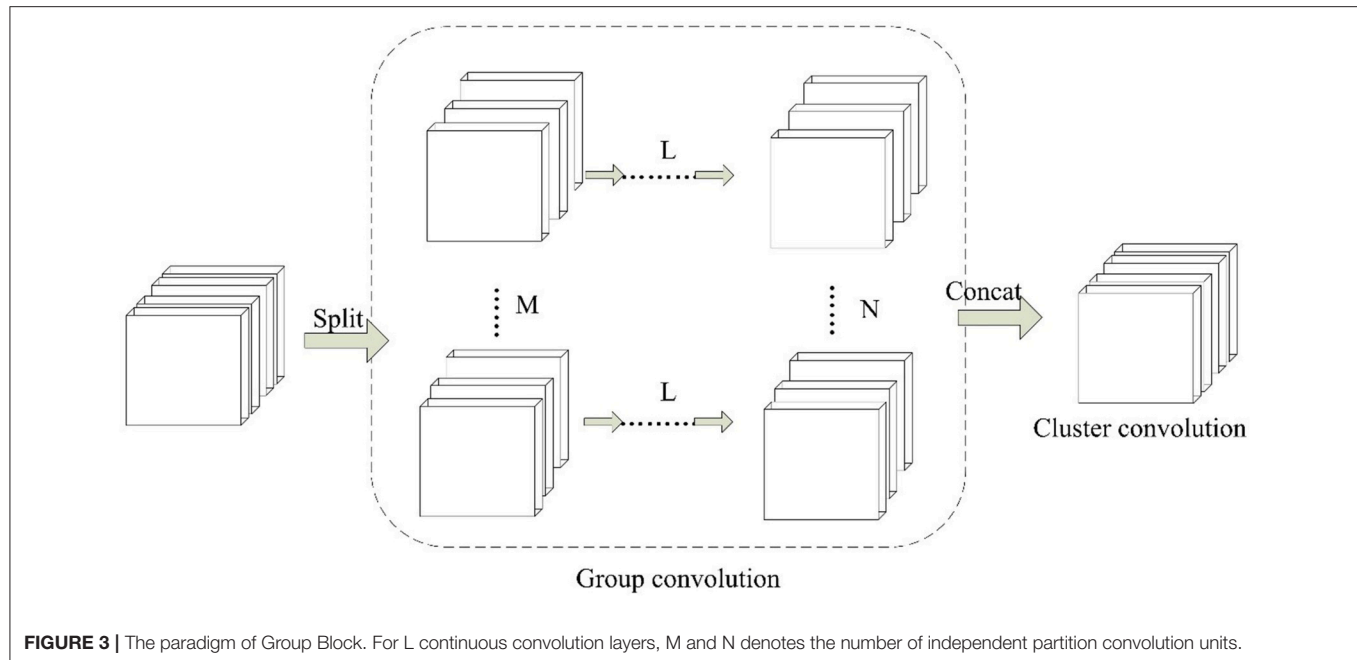 L
Split
M
N
Concat
L
Cluster convolution
Group convolution
FIGURE 3 | The paradigm of Group Block. For L continuous convolution layers, M and N denotes the number of independent partition convolution units.